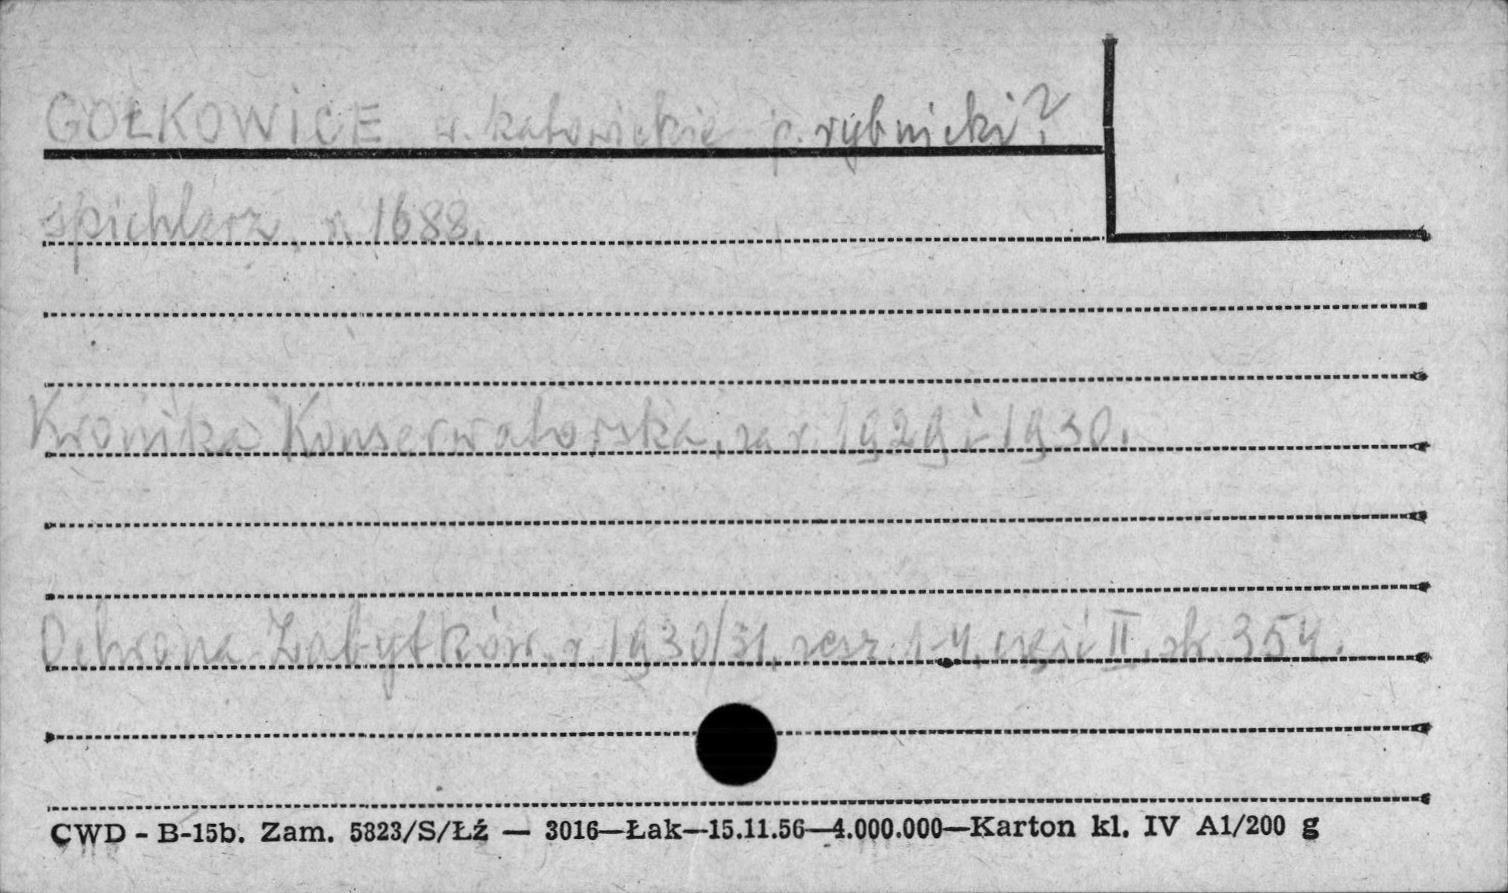 GOŁKOWICE w. katowickie p. rybnicki?
spichlerz, r. 1688.
Kronika Konserwatorska, za r. 1929 i 1930.
Ochrona Zabytków r. 1930/31, zesz. 1-4, część II, str. 354.
CWD - B-15b. Zam. 5823/S/Łź — 3016—Łak—15.11.56—4.000.000—Karton kl. IV A1/200 g